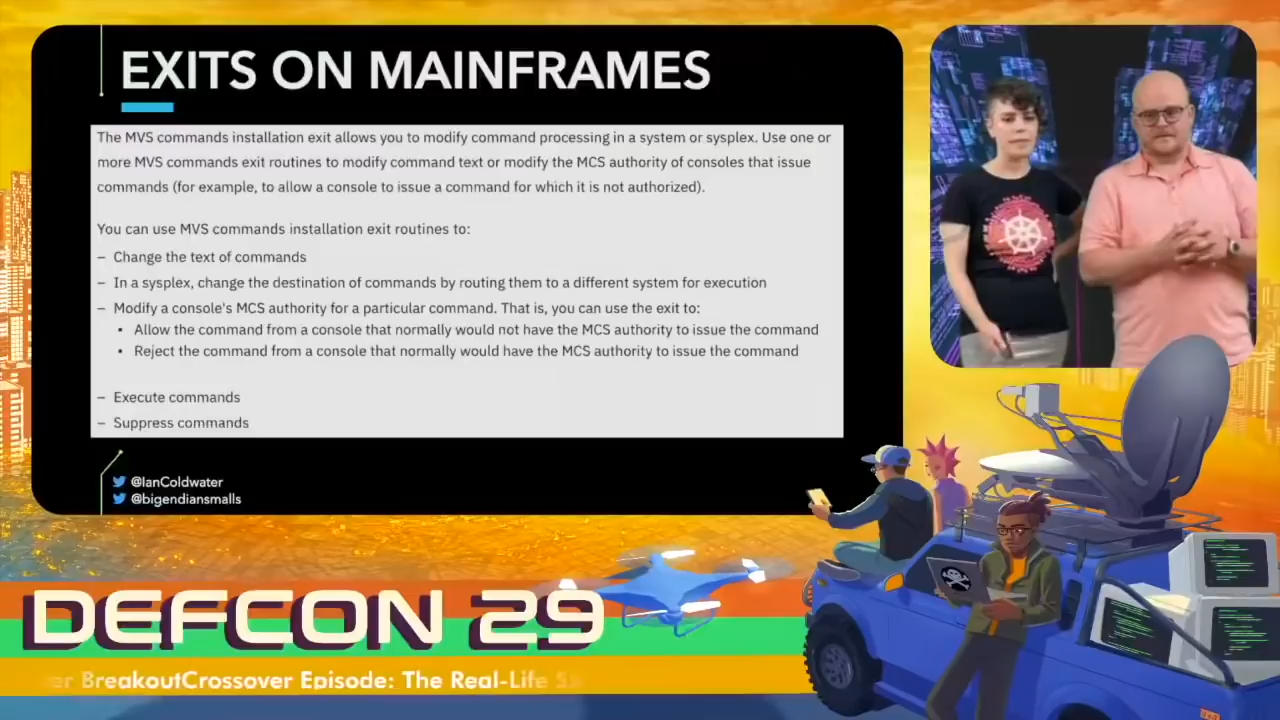 EXITS ON MAINFRAMES
The MVS commands installation exit allows you to modify command processing in a system or sysplex. Use one or
more MVS commands exit routines to modify command text or modify the MCS authority of consoles that issue
commands (for example, to allow a console to issue a command for which it is not authorized).
You can use MVS commands installation exit routines to:
– Change the text of commands
– In a sysplex, change the destination of commands by routing them to a different system for execution
– Modify a console's MCS authority for a particular command. That is, you can use the exit to:
• Allow the command from a console that normally would not have the MCS authority to issue the command
• Reject the command from a console that normally would have the MCS authority to issue the command
– Execute commands
– Suppress commands
@IanColdwater
@bigendiansmalls
DEFCON 29
BreakoutCrossover Episode: The Real-Life